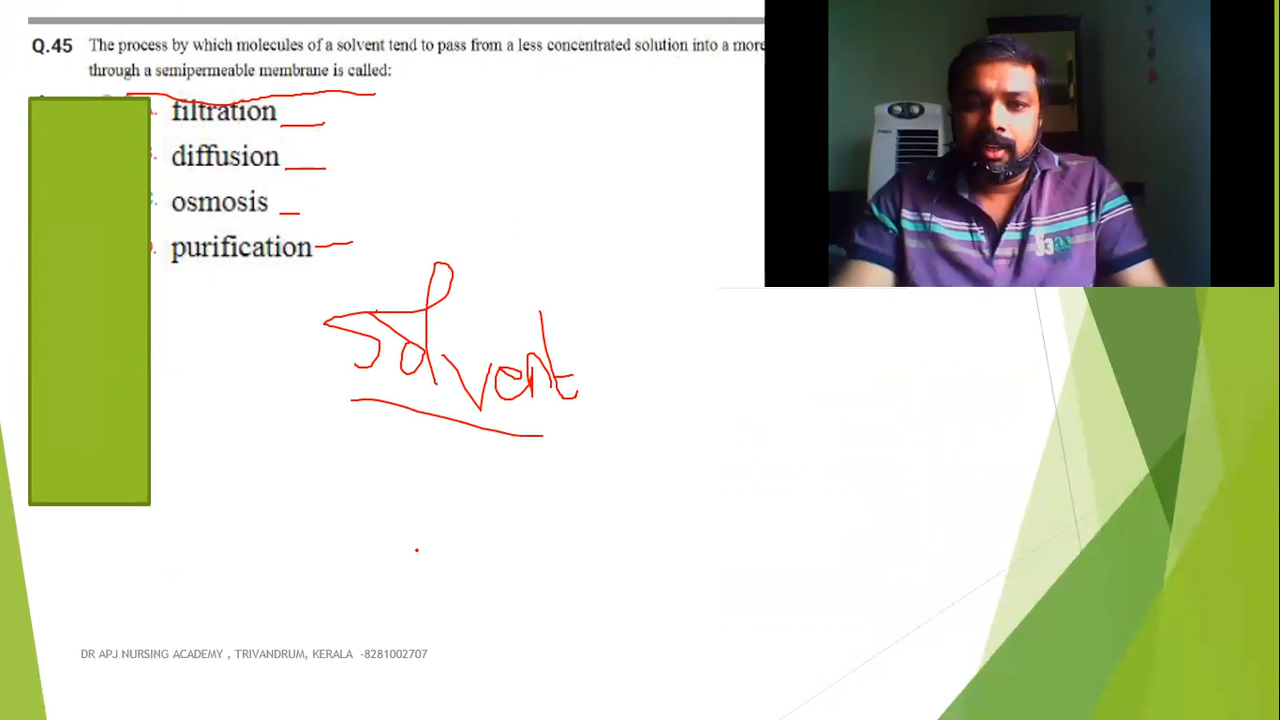 Q.45 The process by which molecules of a solvent tend to pass from a less concentrated solution into a more
through a semipermeable membrane is called:
filtration
diffusion
osmosis
purification
Solvent
DR APJ NURSING ACADEMY , TRIVANDRUM, KERALA -8281002707